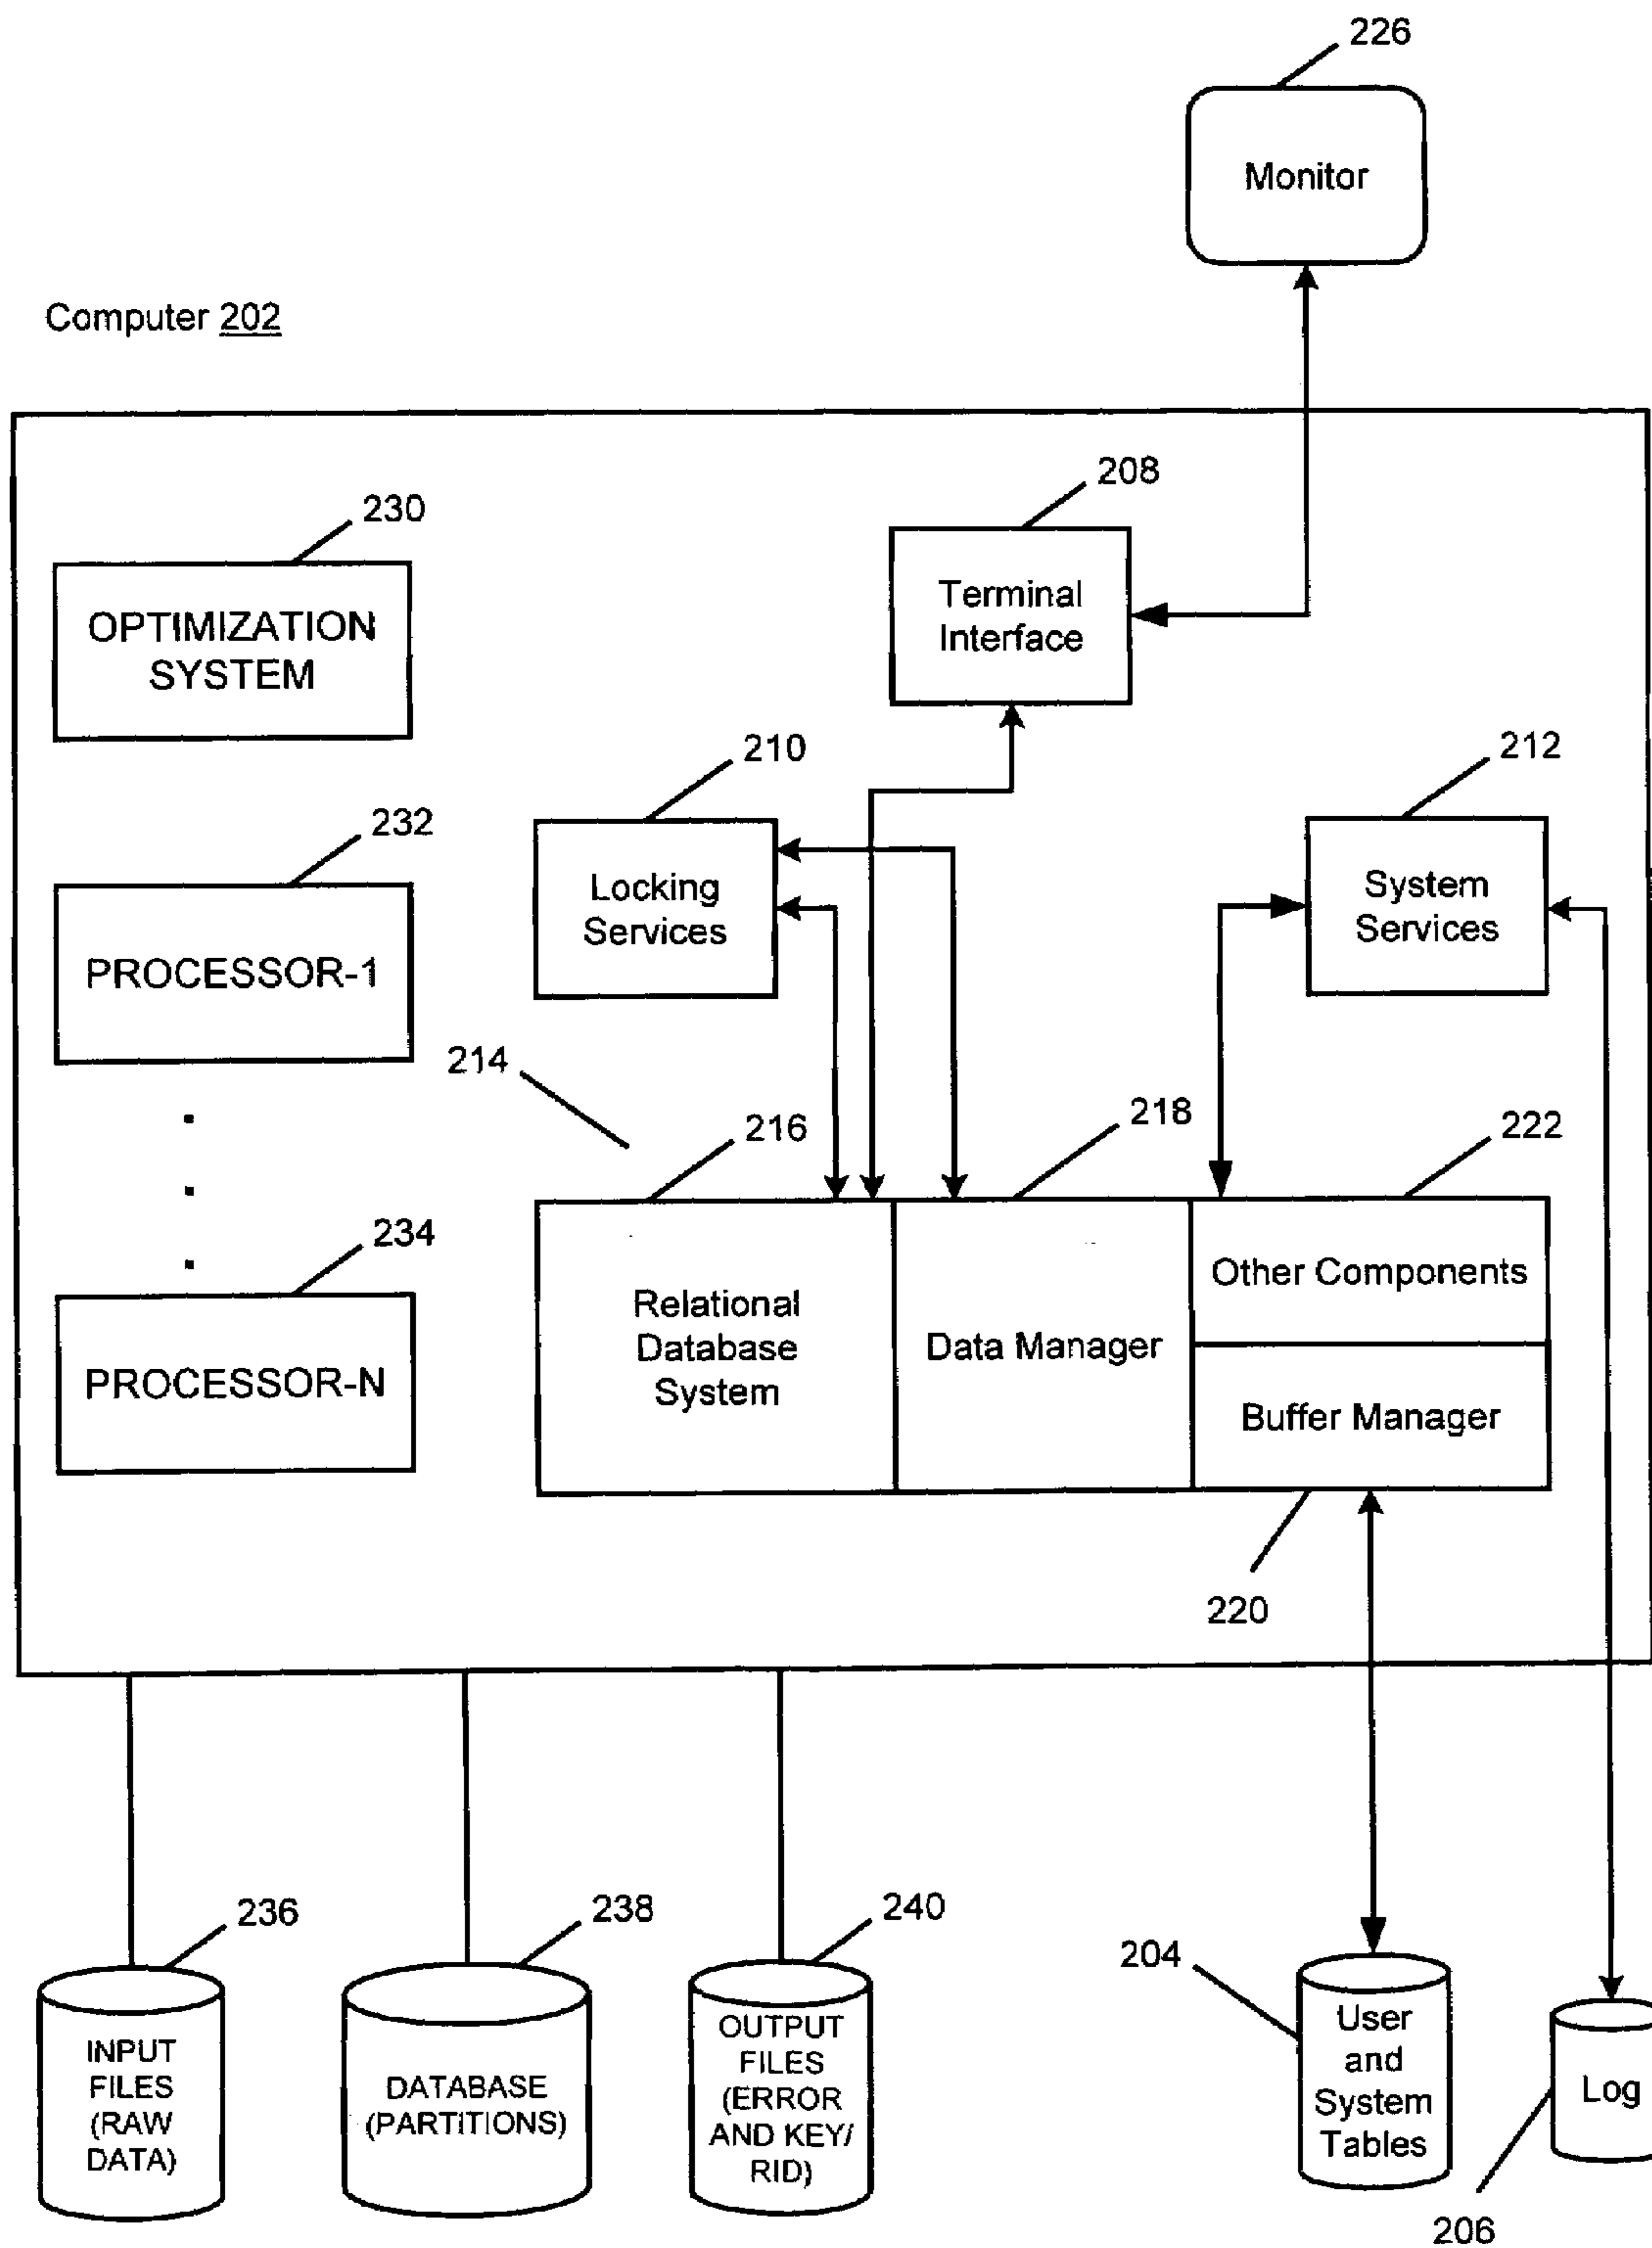 226
Monitor
Computer 202
208
230
Terminal
Interface
OPTIMIZATION
SYSTEM
210
212
232
Locking
Services
System
Services
PROCESSOR-1
214
216
218
222
234
Other Components
Relational
Database
System
Data Manager
PROCESSOR-N
Buffer Manager
220
236
238
240
204
INPUT
FILES
(RAW
DATA)
DATABASE
(PARTITIONS)
OUTPUT
FILES
(ERROR
AND KEY/
RID)
User
and
System
Tables
Log
206